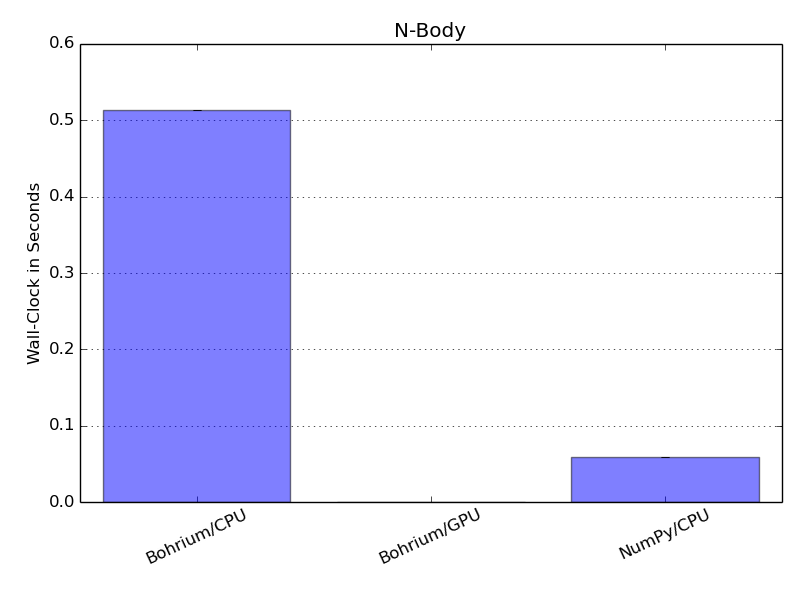 N-Body
Wall-Clock in Seconds
0.6
0.5
0.4
0.3
0.2
0.1
0.0
Bohrium/CPU
Bohrium/GPU
NumPy/CPU